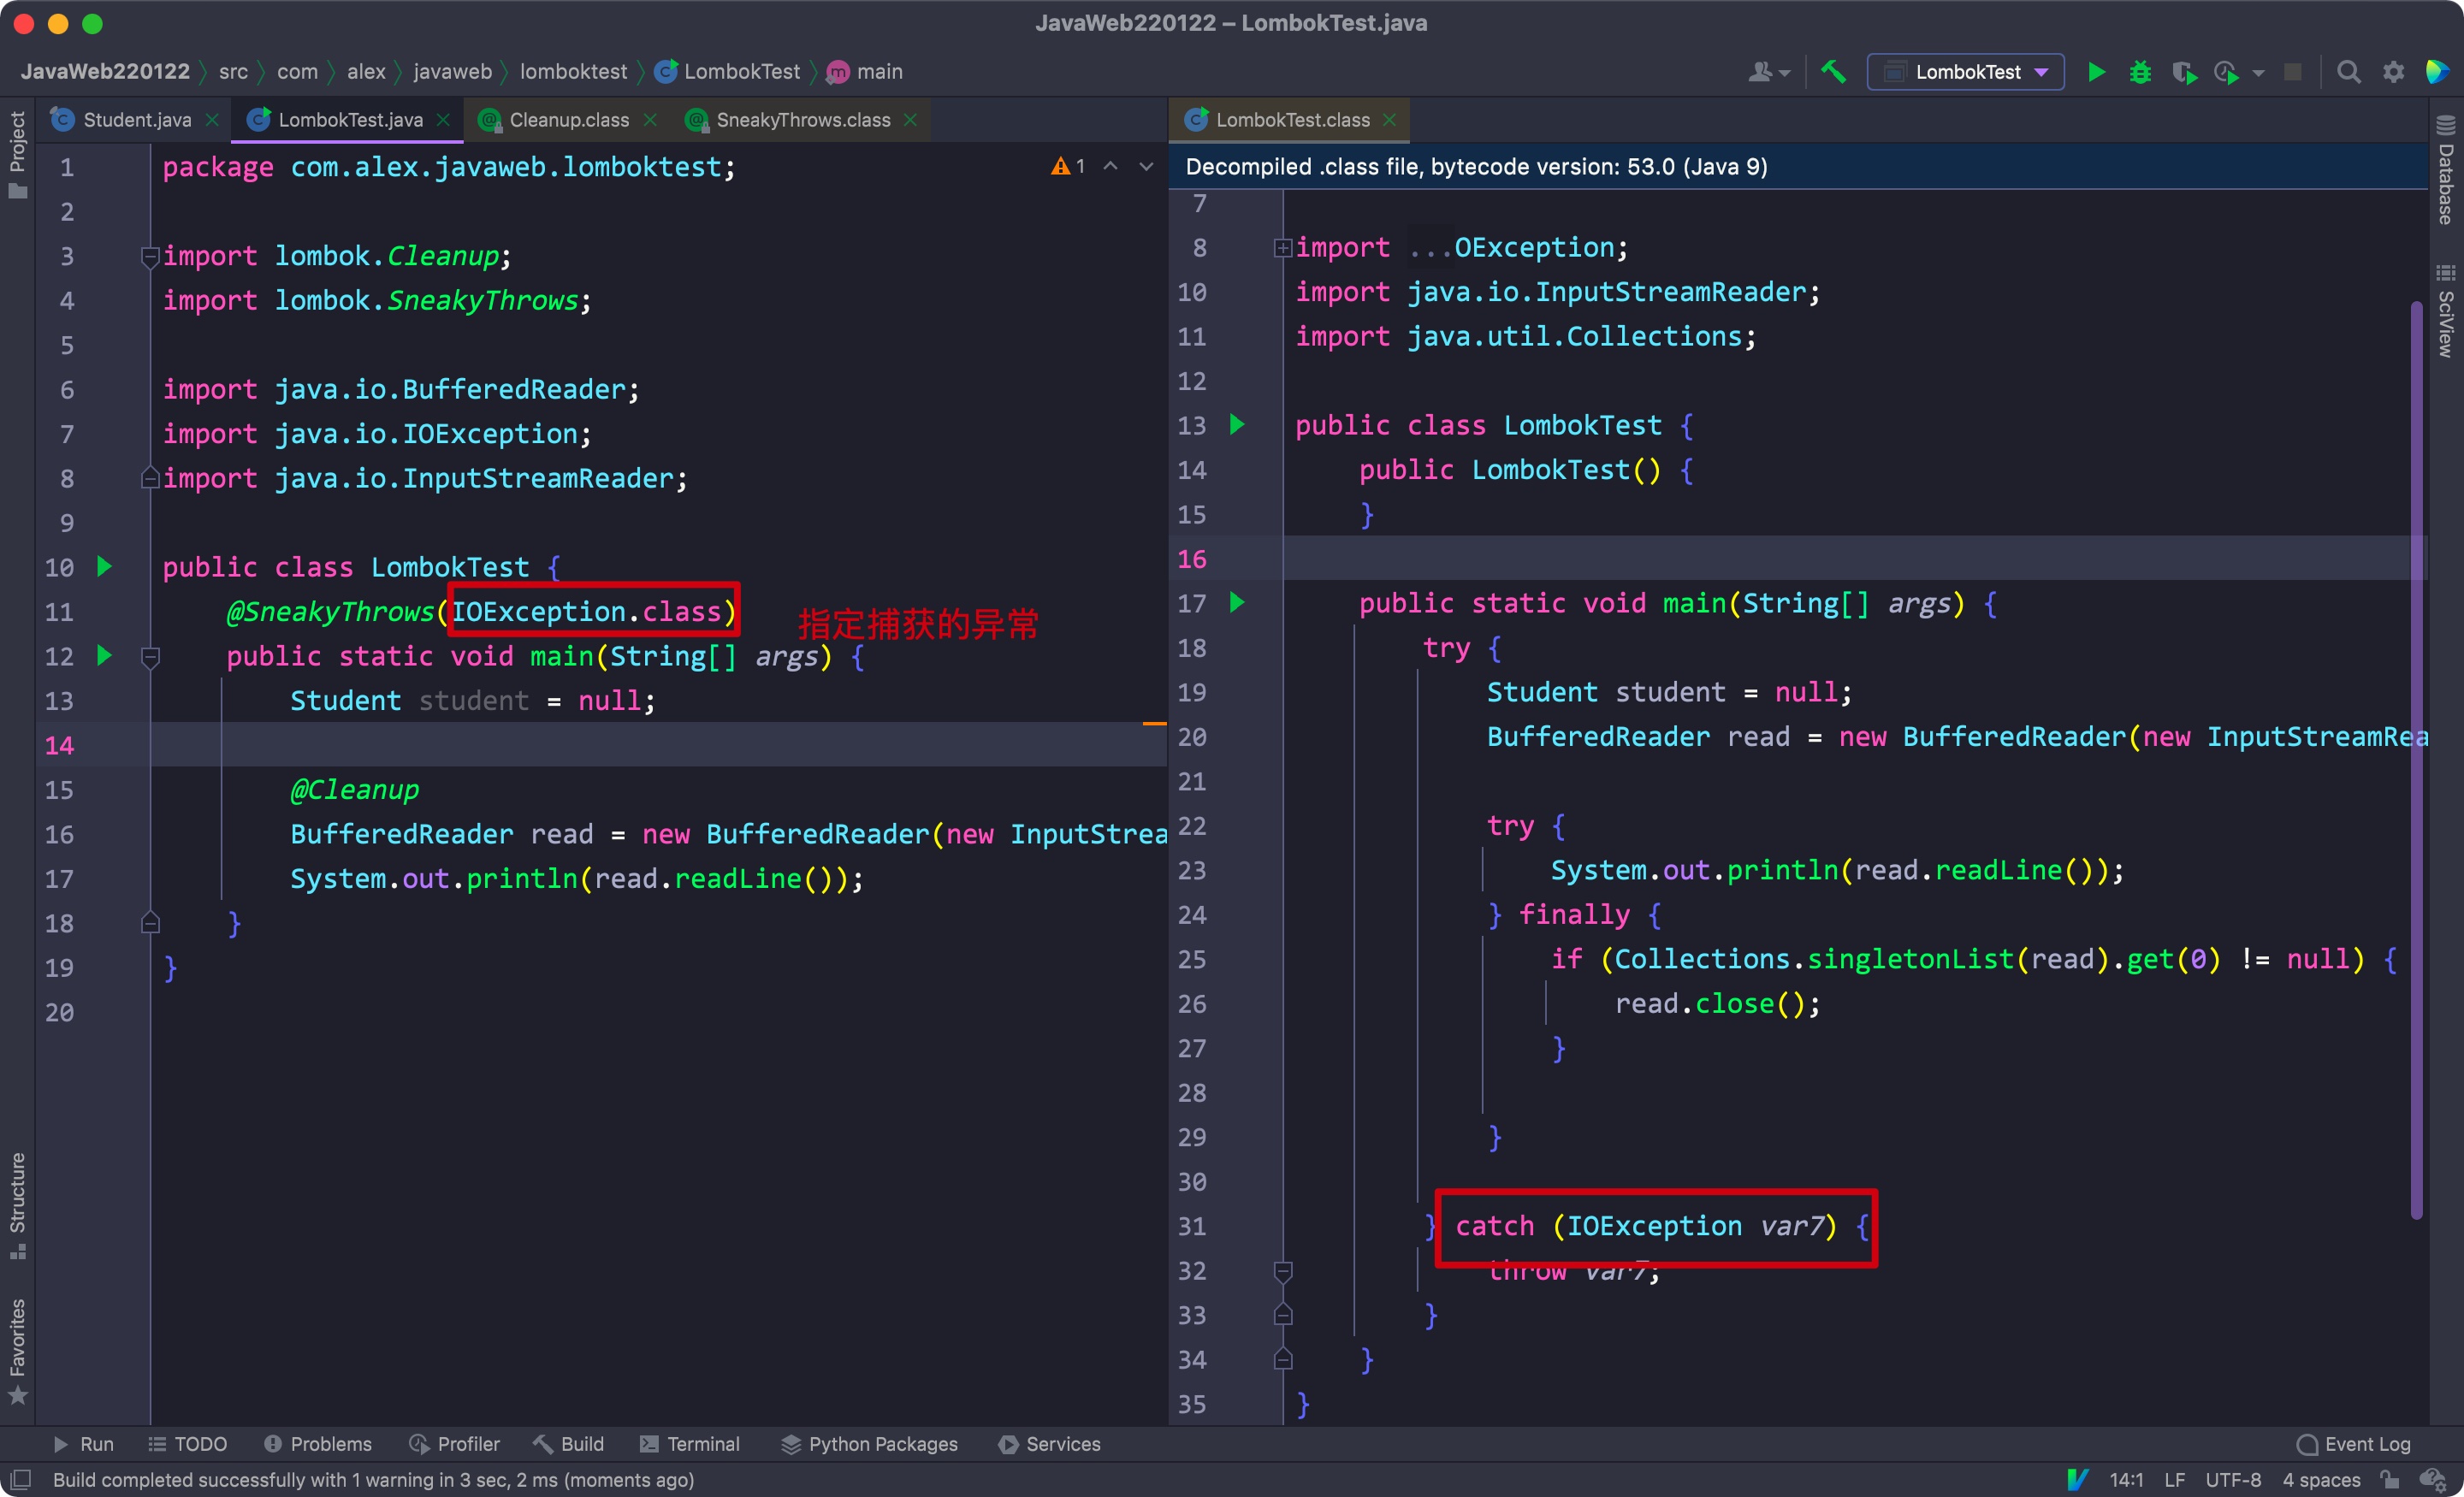 JavaWeb220122 – LombokTest.java
JavaWeb220122 src com alex javaweb lomboktest LombokTest main
LombokTest
Project
Student.java
LombokTest.java
Cleanup.class
SneakyThrows.class
1 package com.alex.javaweb.lomboktest;
1
2
3 import lombok.Cleanup;
4 import lombok.SneakyThrows;
5
6 import java.io.BufferedReader;
7 import java.io.IOException;
8 import java.io.InputStreamReader;
9
10 public class LombokTest {
11 @SneakyThrows(IOException.class)
指定捕获的异常
12 public static void main(String[] args) {
13 Student student = null;
14
15 @Cleanup
16 BufferedReader read = new BufferedReader(new InputStrea
17 System.out.println(read.readLine());
18 }
19 }
20
LombokTest.class
Decompiled .class file, bytecode version: 53.0 (Java 9)
7
8 import ...OException;
10 import java.io.InputStreamReader;
11 import java.util.Collections;
12
13 public class LombokTest {
14 public LombokTest() {
15 }
16
17 public static void main(String[] args) {
18 try {
19 Student student = null;
20 BufferedReader read = new BufferedReader(new InputStreamRea
21
22 try {
23 System.out.println(read.readLine());
24 } finally {
25 if (Collections.singletonList(read).get(0) != null) {
26 read.close();
27 }
28
29 }
30
31 } catch (IOException var7) {
32 throw var7;
33 }
34 }
35 }
Database
SciView
Structure
Favorites
Run TODO Problems Profiler Build Terminal Python Packages Services Event Log
Build completed successfully with 1 warning in 3 sec, 2 ms (moments ago) 14:1 LF UTF-8 4 spaces